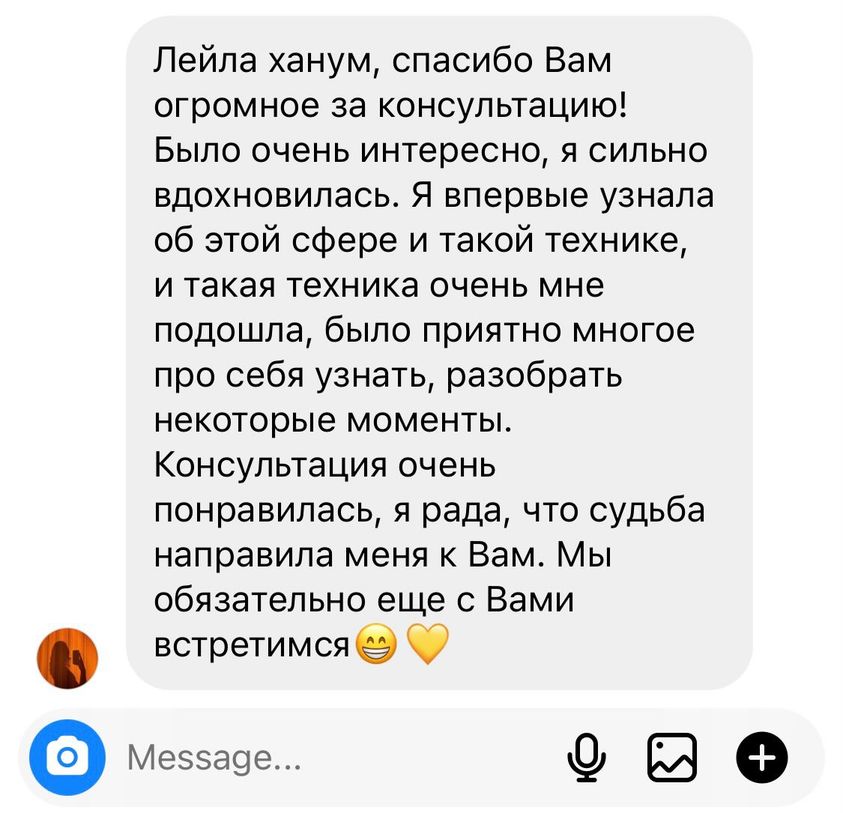 Лейла ханум, спасибо Вам
огромное за консультацию!
Было очень интересно, я сильно
вдохновилась. Я впервые узнала
об этой сфере и такой технике,
и такая техника очень мне
подошла, было приятно многое
про себя узнать, разобрать
некоторые моменты.
Консультация очень
понравилась, я рада, что судьба
направила меня к Вам. Мы
обязательно еще с Вами
встретимся😁💛
Message...